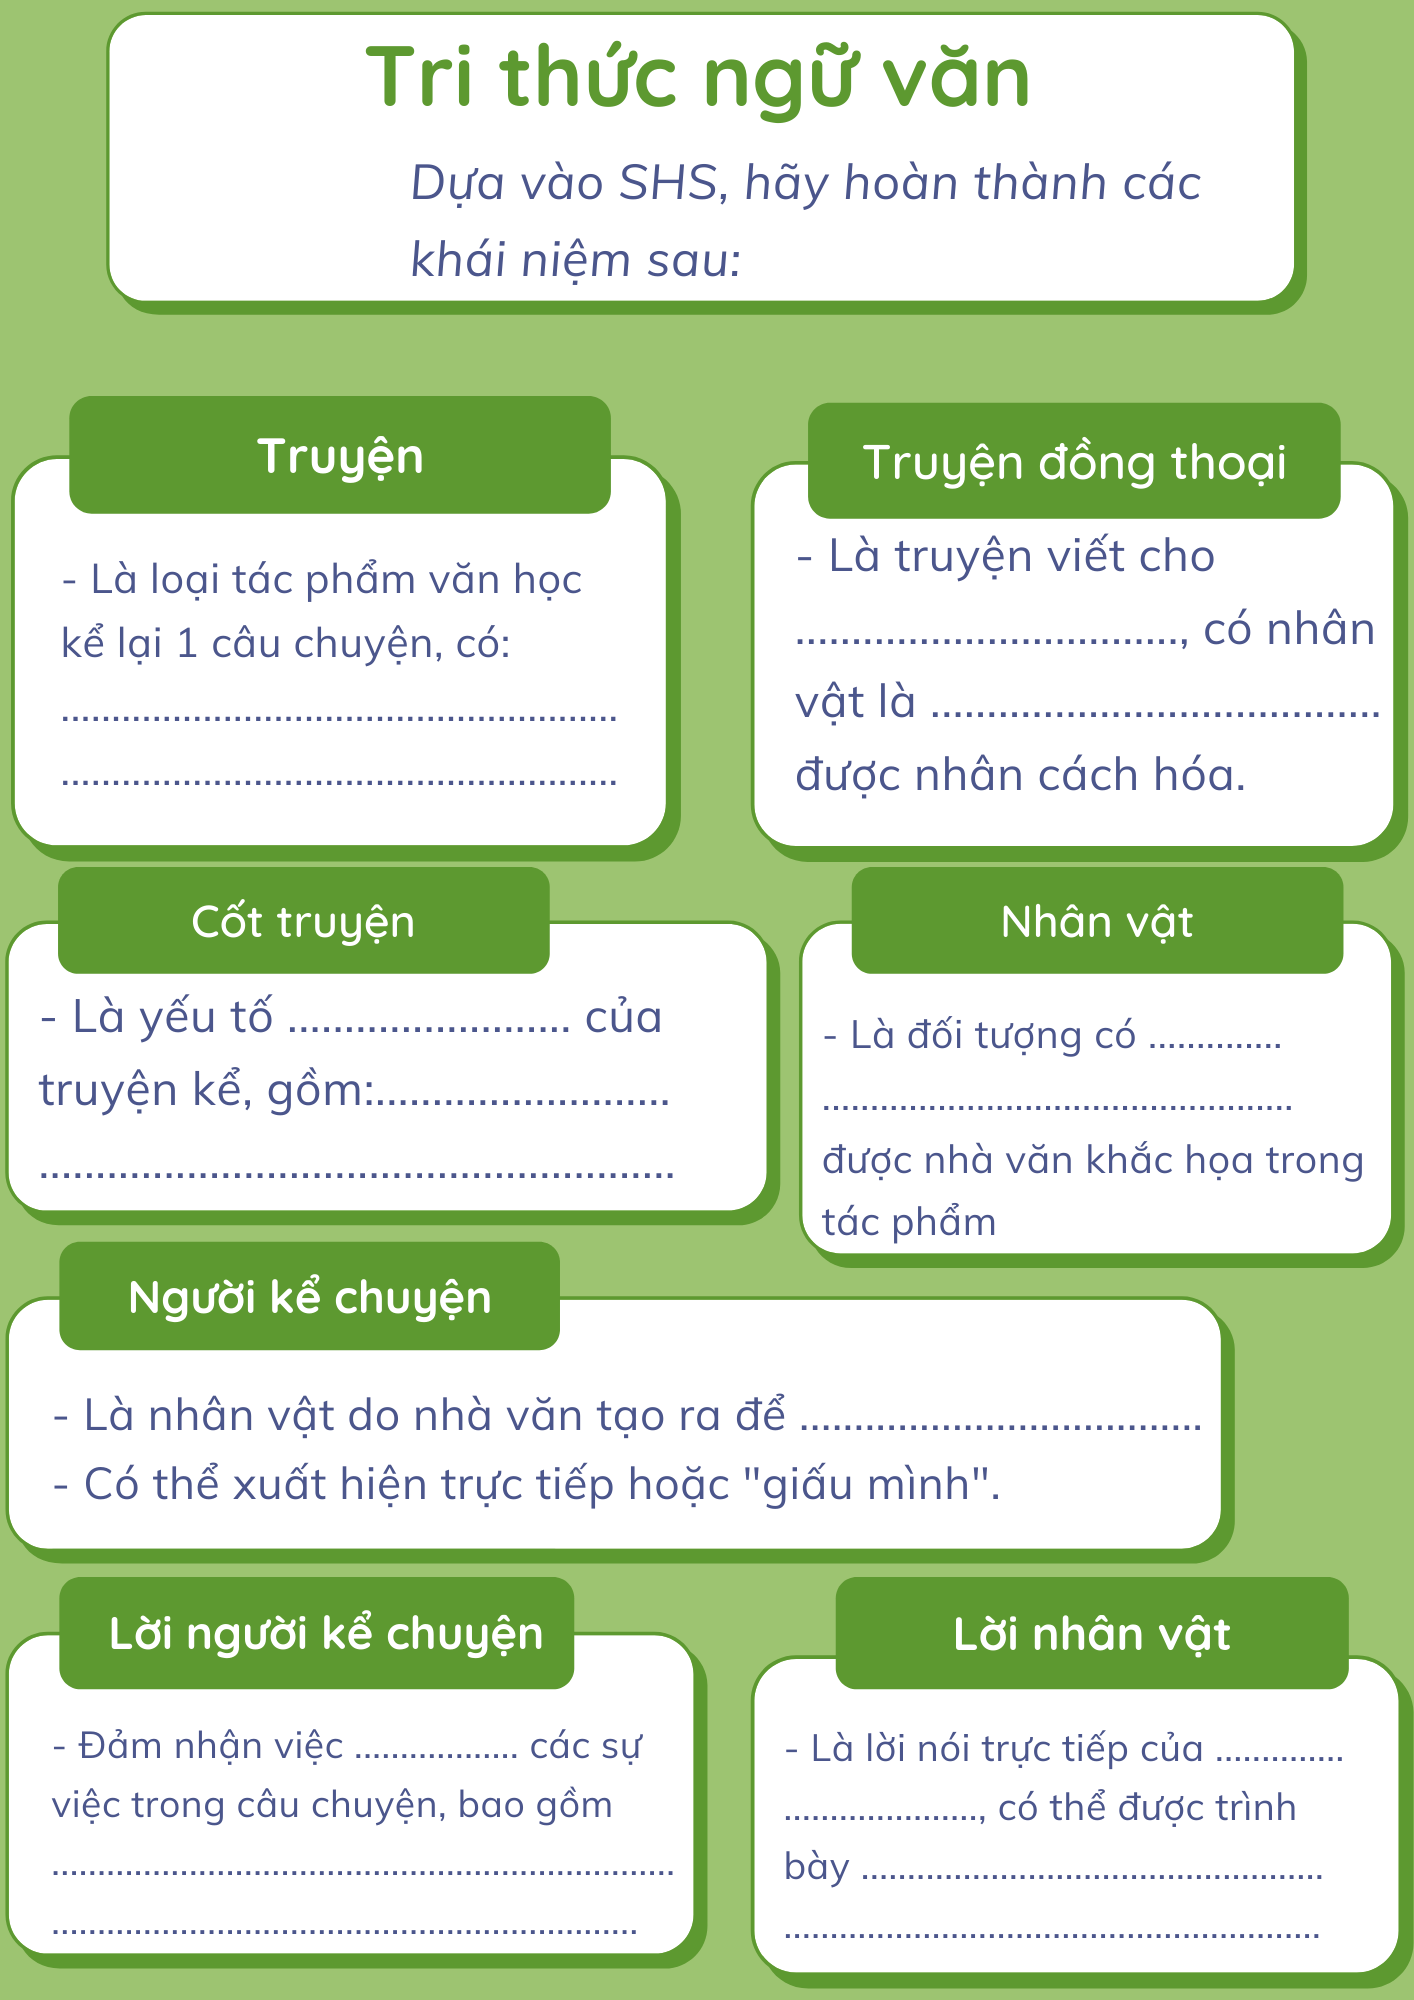 Tri thức ngữ văn
Dựa vào SHS, hãy hoàn thành các
khái niệm sau:
Truyện
- Là loại tác phẩm văn học
kể lại 1 câu chuyện, có:
.......................................................
.......................................................
Truyện đồng thoại
- Là truyện viết cho
.................................., có nhân
vật là ........................................
được nhân cách hóa.
Cốt truyện
- Là yếu tố ......................... của
truyện kể, gồm:..........................
........................................................
Nhân vật
- Là đối tượng có ..............
.................................................
được nhà văn khắc họa trong
tác phẩm
Người kể chuyện
- Là nhân vật do nhà văn tạo ra để .....................................
- Có thể xuất hiện trực tiếp hoặc "giấu mình".
Lời người kể chuyện
- Đảm nhận việc .................. các sự
việc trong câu chuyện, bao gồm
....................................................................
................................................................
Lời nhân vật
- Là lời nói trực tiếp của ..............
....................., có thể được trình
bày ..................................................
..........................................................